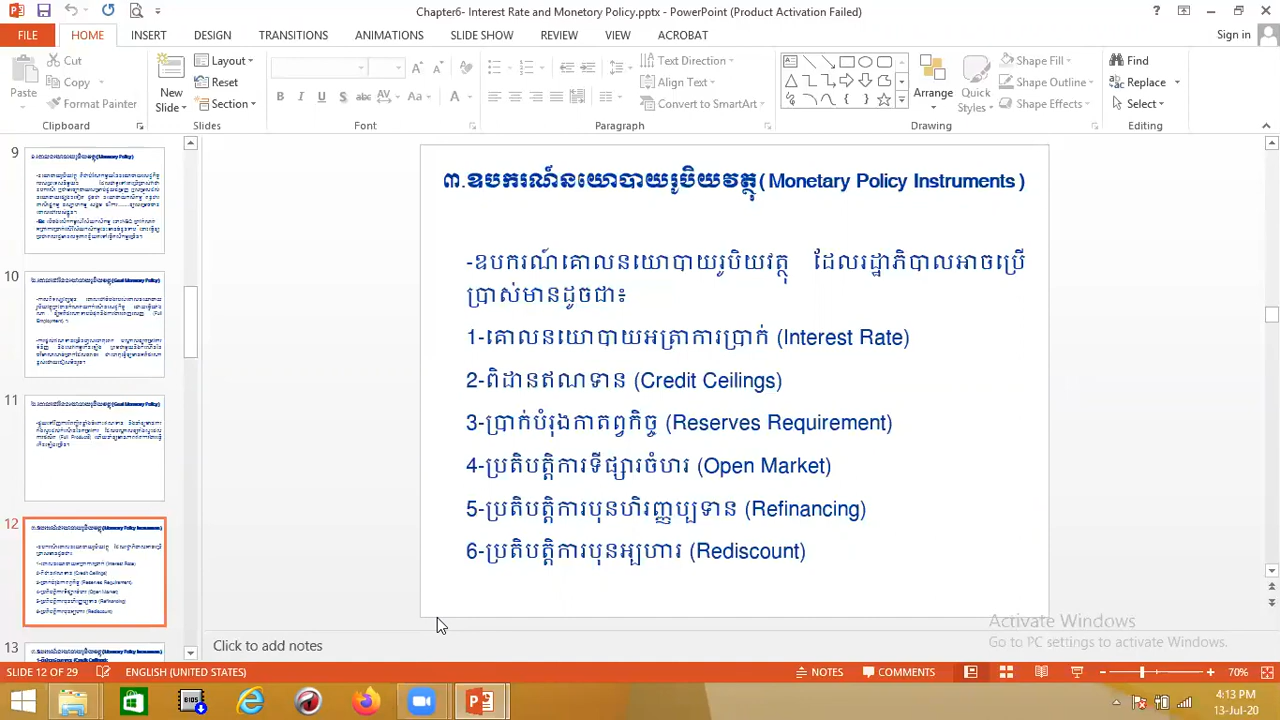 Chapter6- Interest Rate and Monetory Policy.pptx - PowerPoint (Product Activation Failed)
FILE HOME INSERT DESIGN TRANSITIONS ANIMATIONS SLIDE SHOW REVIEW VIEW ACROBAT Sign in
Cut Layout Text Direction Shape Fill Find
Paste Copy New Slide Reset Align Text Arrange Quick Styles Shape Outline Replace
Format Painter Section Convert to SmartArt Shape Effects Select
Clipboard Slides Font Paragraph Drawing Editing
៣.ឧបករណ៍នយោបាយរូបិយវត្ថុ( Monetary Policy Instruments )
-ឧបករណ៍គោលនយោបាយរូបិយវត្ថុ ដែលរដ្ឋាភិបាលអាចប្រើ
ប្រាស់មានដូចជា៖
1-គោលនយោបាយអត្រាការប្រាក់ (Interest Rate)
2-ពិដានឥណទាន (Credit Ceilings)
3-ប្រាក់បំរុងកាតព្វកិច្ច (Reserves Requirement)
4-ប្រតិបត្តិការទីផ្សារចំហរ (Open Market)
5-ប្រតិបត្តិការបុនហិរញ្ញប្បទាន (Refinancing)
6-ប្រតិបត្តិការបុនអប្បហារ (Rediscount)
9
10
11
12
13
Activate Windows
Go to PC settings to activate Windows.
Click to add notes
SLIDE 12 OF 29 ENGLISH (UNITED STATES) NOTES COMMENTS 70%
BIOS
4:13 PM
13-Jul-20